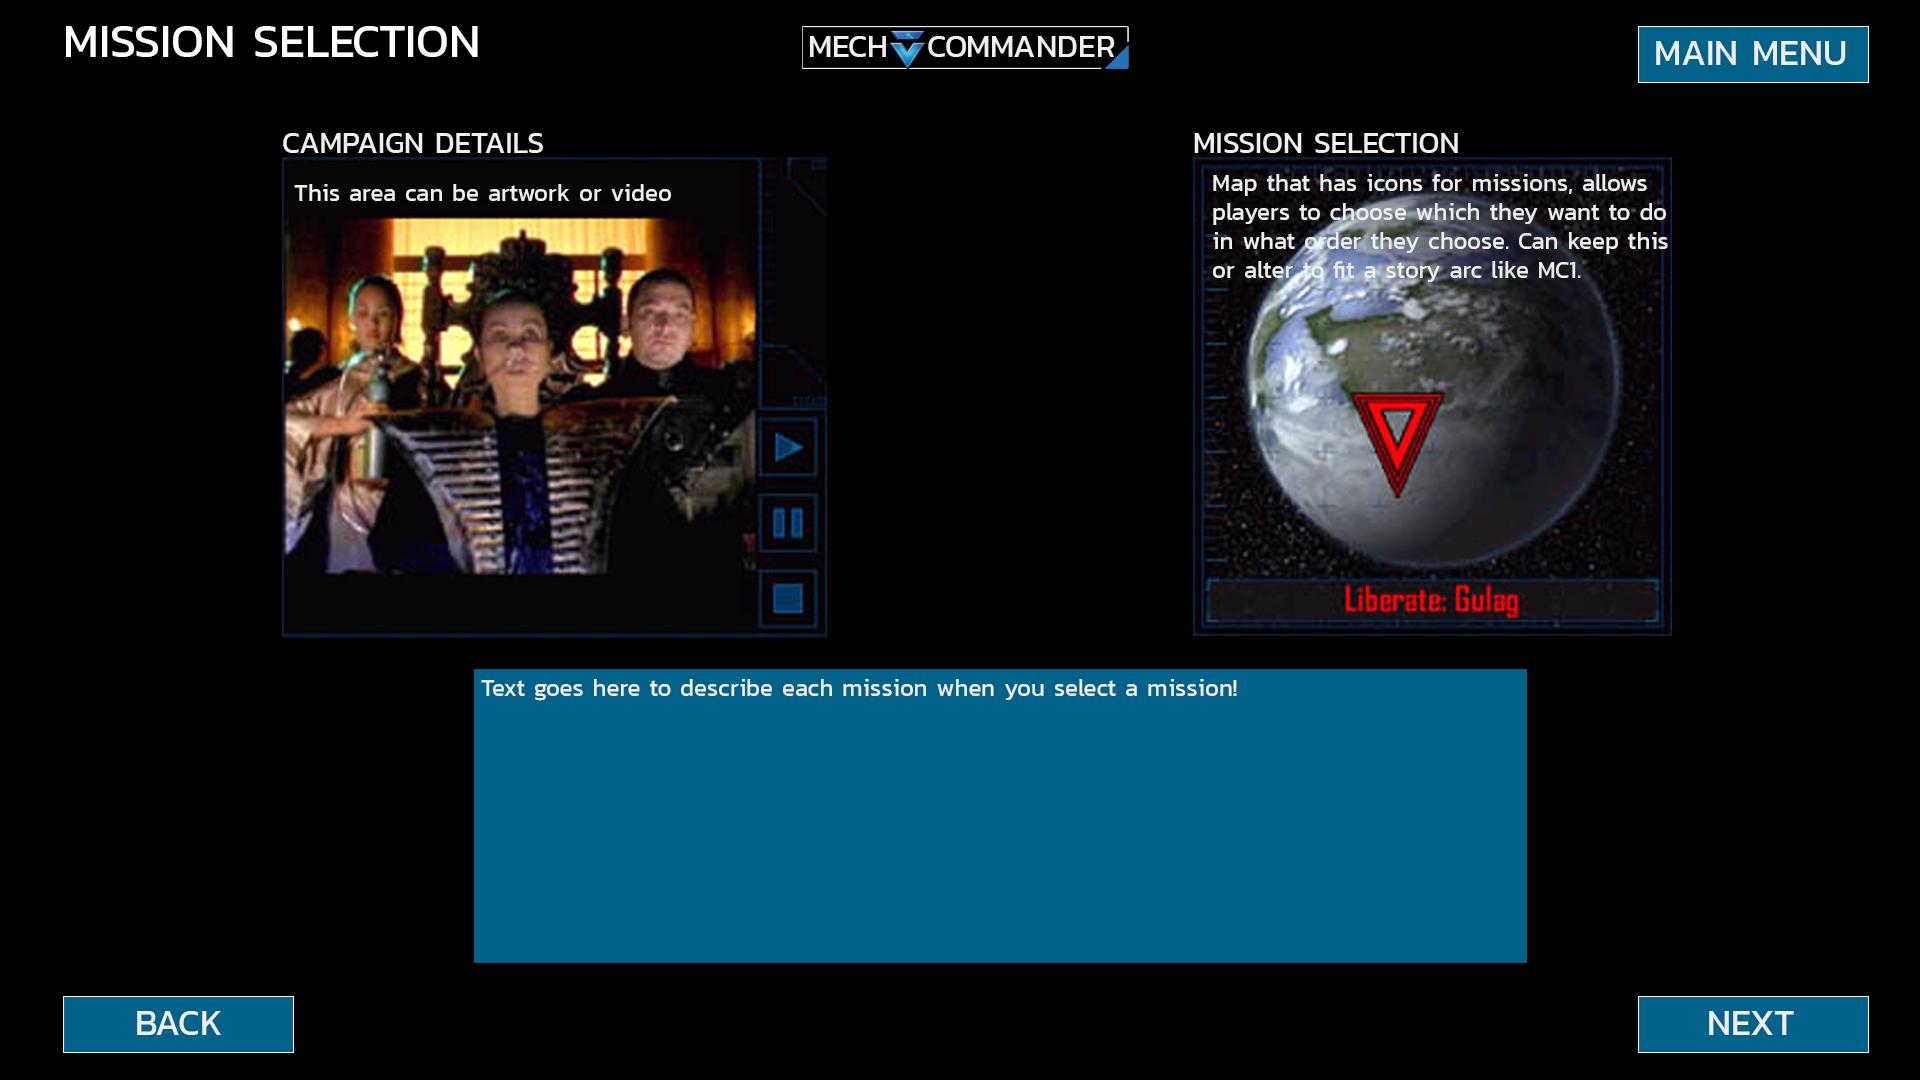 MISSION SELECTION
MECH COMMANDER
MAIN MENU
CAMPAIGN DETAILS
This area can be artwork or video
MISSION SELECTION
Map that has icons for missions, allows
players to choose which they want to do
in what order they choose. Can keep this
or alter to fit a story arc like MC1.
Liberate: Gulag
Text goes here to describe each mission when you select a mission!
BACK
NEXT